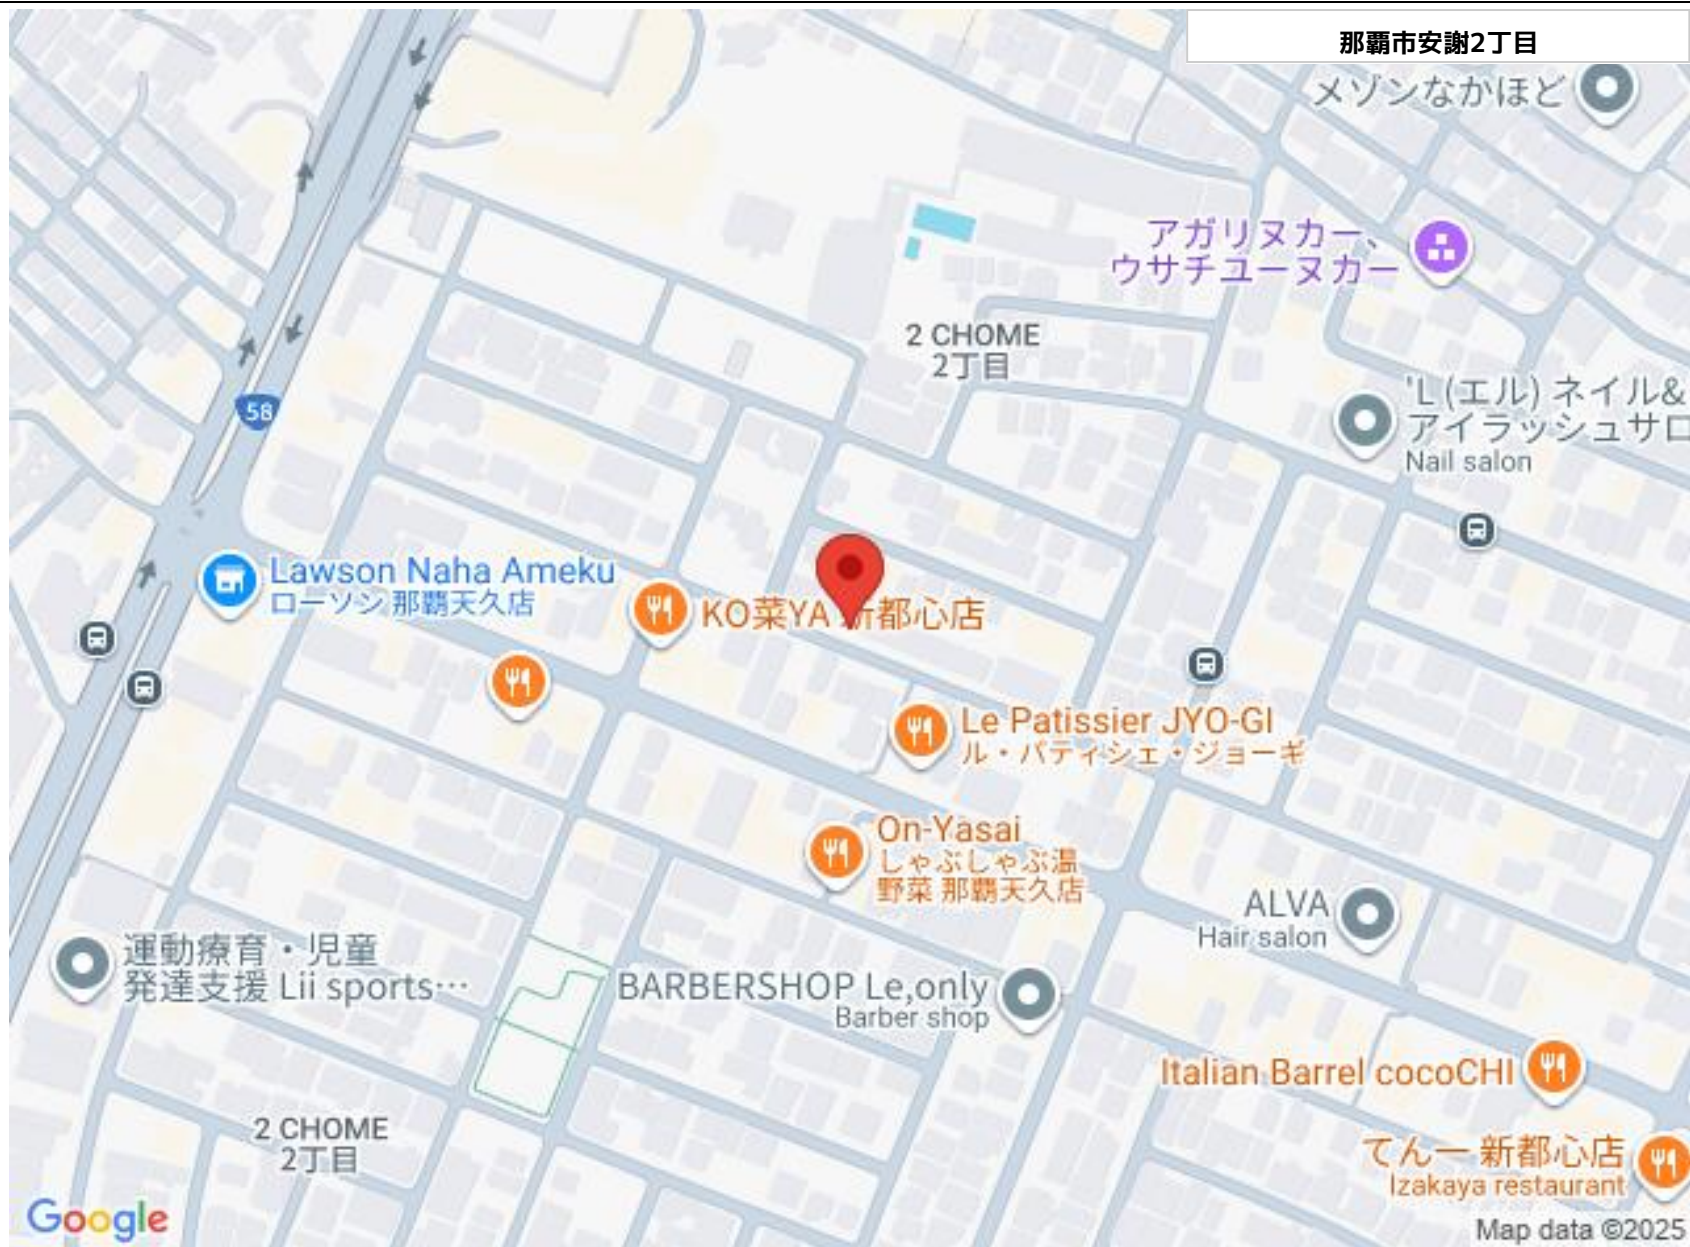 那覇市安謝2丁目
メゾンなかほど
アガリヌカー、
ウサチユーヌカー
2 CHOME
2丁目
'L (エル) ネイル&
アイラッシュサロ
Nail salon
58
Lawson Naha Ameku
ローソン 那覇天久店
KO菜YA 新都心店
Le Patissier JYO-GI
ル・パティシェ・ジョーギ
On-Yasai
しゃぶしゃぶ温
野菜 那覇天久店
ALVA
Hair salon
運動療育・児童
発達支援 Lii sports…
BARBERSHOP Le,only
Barber shop
Italian Barrel cocoCHI
2 CHOME
2丁目
てん一 新都心店
Izakaya restaurant
Google
Map data ©2025